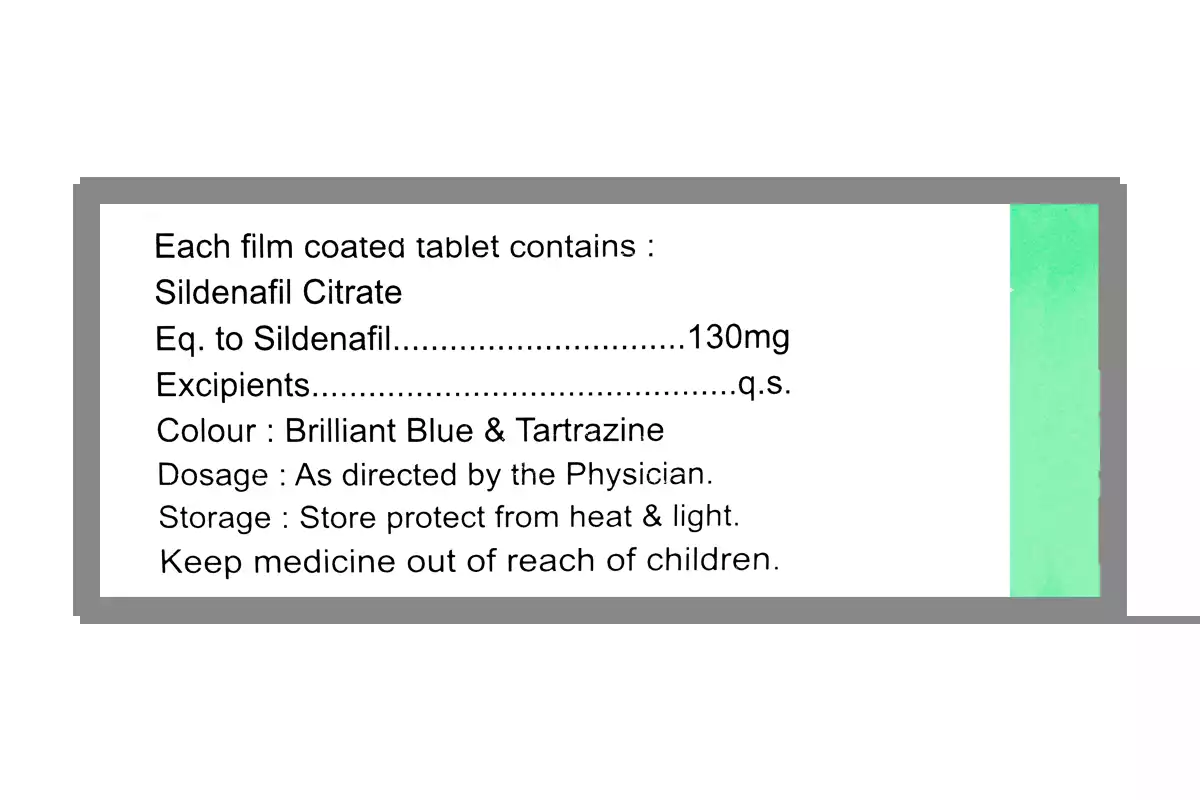 Each film coated tablet contains :
Sildenafil Citrate
Eq. to Sildenafil...............................130mg
Excipients.............................................q.s.
Colour : Brilliant Blue & Tartrazine
Dosage : As directed by the Physician.
Storage : Store protect from heat & light.
Keep medicine out of reach of children.